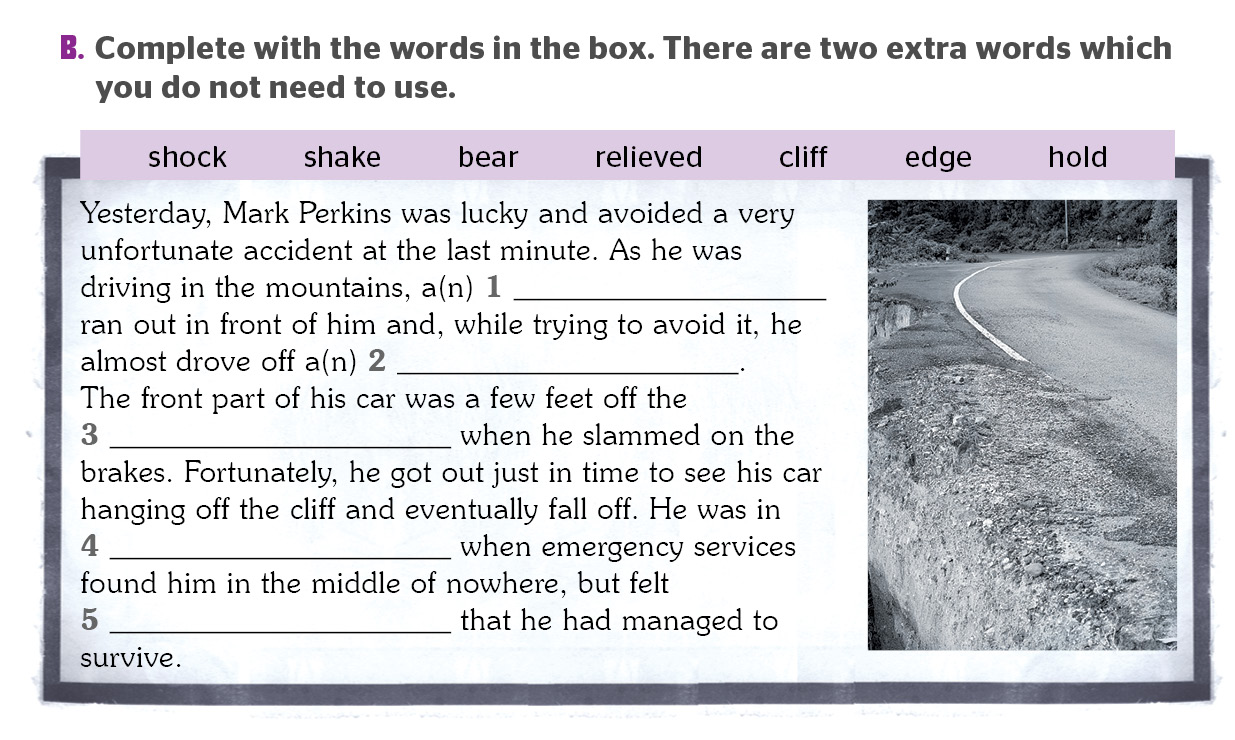 B. Complete with the words in the box. There are two extra words which
you do not need to use.
shock shake bear relieved cliff edge hold
Yesterday, Mark Perkins was lucky and avoided a very
unfortunate accident at the last minute. As he was
driving in the mountains, a(n) 1 ____________________
ran out in front of him and, while trying to avoid it, he
almost drove off a(n) 2 ____________________.
The front part of his car was a few feet off the
3 ____________________ when he slammed on the
brakes. Fortunately, he got out just in time to see his car
hanging off the cliff and eventually fall off. He was in
4 ____________________ when emergency services
found him in the middle of nowhere, but felt
5 ____________________ that he had managed to
survive.